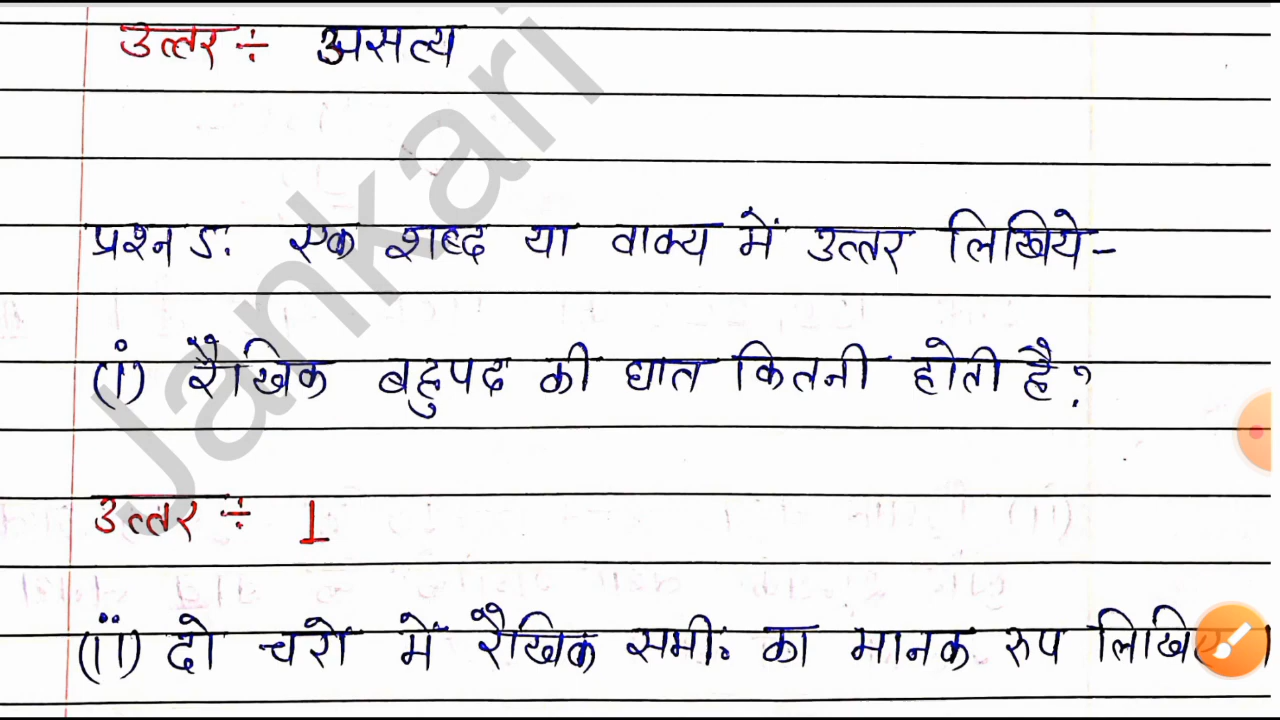 उत्तर ÷ असत्य
प्रश्न 5. एक शब्द या वाक्य में उत्तर लिखिये-
(i) रैखिक बहुपद की घात कितनी होती है?
उत्तर ÷ 1
(ii) दो चरों में रैखिक समी. का मानक रुप लिखिए।
Jankari